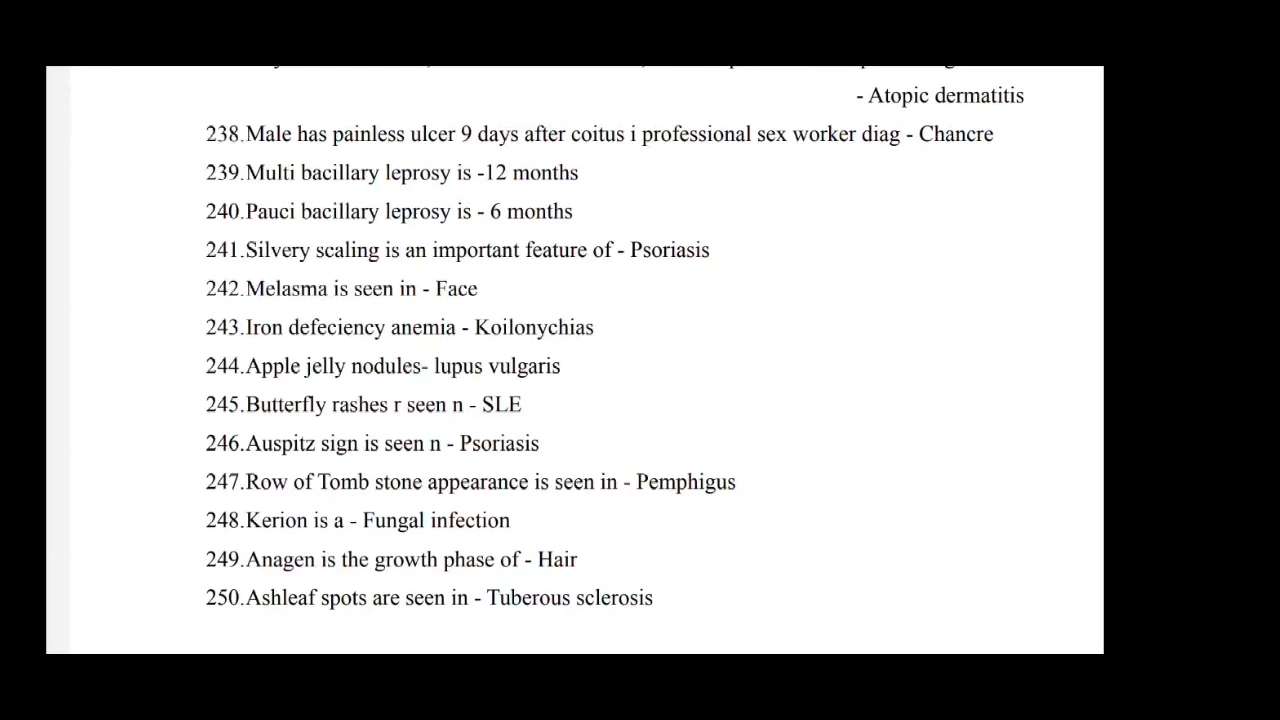 - Atopic dermatitis
238.Male has painless ulcer 9 days after coitus i professional sex worker diag - Chancre
239.Multi bacillary leprosy is -12 months
240.Pauci bacillary leprosy is - 6 months
241.Silvery scaling is an important feature of - Psoriasis
242.Melasma is seen in - Face
243.Iron defeciency anemia - Koilonychias
244.Apple jelly nodules- lupus vulgaris
245.Butterfly rashes r seen n - SLE
246.Auspitz sign is seen n - Psoriasis
247.Row of Tomb stone appearance is seen in - Pemphigus
248.Kerion is a - Fungal infection
249.Anagen is the growth phase of - Hair
250.Ashleaf spots are seen in - Tuberous sclerosis